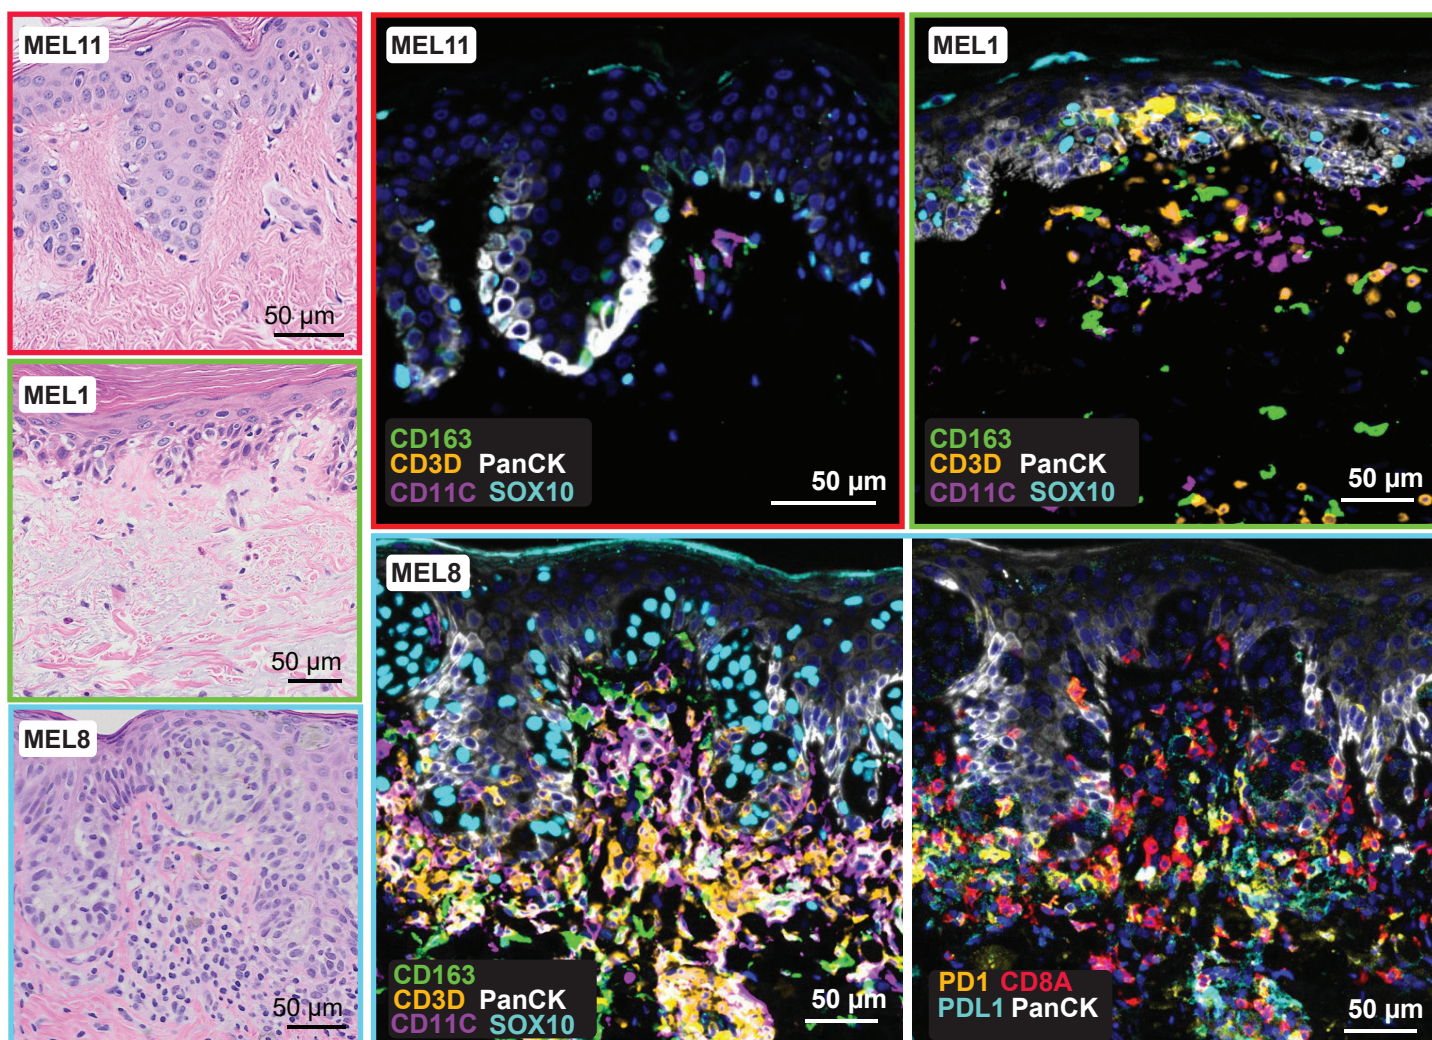 MEL11
50 µm
MEL1
50 µm
MEL8
50 µm
MEL11
CD163
CD3D PanCK
CD11C SOX10
50 µm
MEL1
CD163
CD3D PanCK
CD11C SOX10
50 µm
MEL8
CD163
CD3D PanCK
CD11C SOX10
50 µm
PD1 CD8A
PDL1 PanCK
50 µm